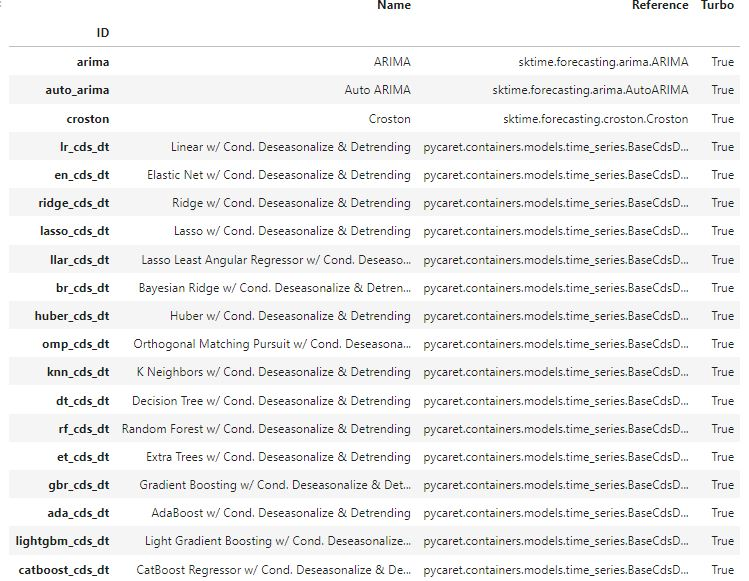 Name Reference Turbo
ID
arima ARIMA sktime.forecasting.arima.ARIMA True
auto_arima Auto ARIMA sktime.forecasting.arima.AutoARIMA True
croston Croston sktime.forecasting.croston.Croston True
lr_cds_dt Linear w/ Cond. Deseasonalize & Detrending pycaret.containers.models.time_series.BaseCdsD... True
en_cds_dt Elastic Net w/ Cond. Deseasonalize & Detrending pycaret.containers.models.time_series.BaseCdsD... True
ridge_cds_dt Ridge w/ Cond. Deseasonalize & Detrending pycaret.containers.models.time_series.BaseCdsD... True
lasso_cds_dt Lasso w/ Cond. Deseasonalize & Detrending pycaret.containers.models.time_series.BaseCdsD... True
llar_cds_dt Lasso Least Angular Regressor w/ Cond. Deseaso... pycaret.containers.models.time_series.BaseCdsD... True
br_cds_dt Bayesian Ridge w/ Cond. Deseasonalize & Detren... pycaret.containers.models.time_series.BaseCdsD... True
huber_cds_dt Huber w/ Cond. Deseasonalize & Detrending pycaret.containers.models.time_series.BaseCdsD... True
omp_cds_dt Orthogonal Matching Pursuit w/ Cond. Deseasona... pycaret.containers.models.time_series.BaseCdsD... True
knn_cds_dt K Neighbors w/ Cond. Deseasonalize & Detrending pycaret.containers.models.time_series.BaseCdsD... True
dt_cds_dt Decision Tree w/ Cond. Deseasonalize & Detrending pycaret.containers.models.time_series.BaseCdsD... True
rf_cds_dt Random Forest w/ Cond. Deseasonalize & Detrending pycaret.containers.models.time_series.BaseCdsD... True
et_cds_dt Extra Trees w/ Cond. Deseasonalize & Detrending pycaret.containers.models.time_series.BaseCdsD... True
gbr_cds_dt Gradient Boosting w/ Cond. Deseasonalize & Det... pycaret.containers.models.time_series.BaseCdsD... True
ada_cds_dt AdaBoost w/ Cond. Deseasonalize & Detrending pycaret.containers.models.time_series.BaseCdsD... True
lightgbm_cds_dt Light Gradient Boosting w/ Cond. Deseasonalize... pycaret.containers.models.time_series.BaseCdsD... True
catboost_cds_dt CatBoost Regressor w/ Cond. Deseasonalize & De... pycaret.containers.models.time_series.BaseCdsD... True